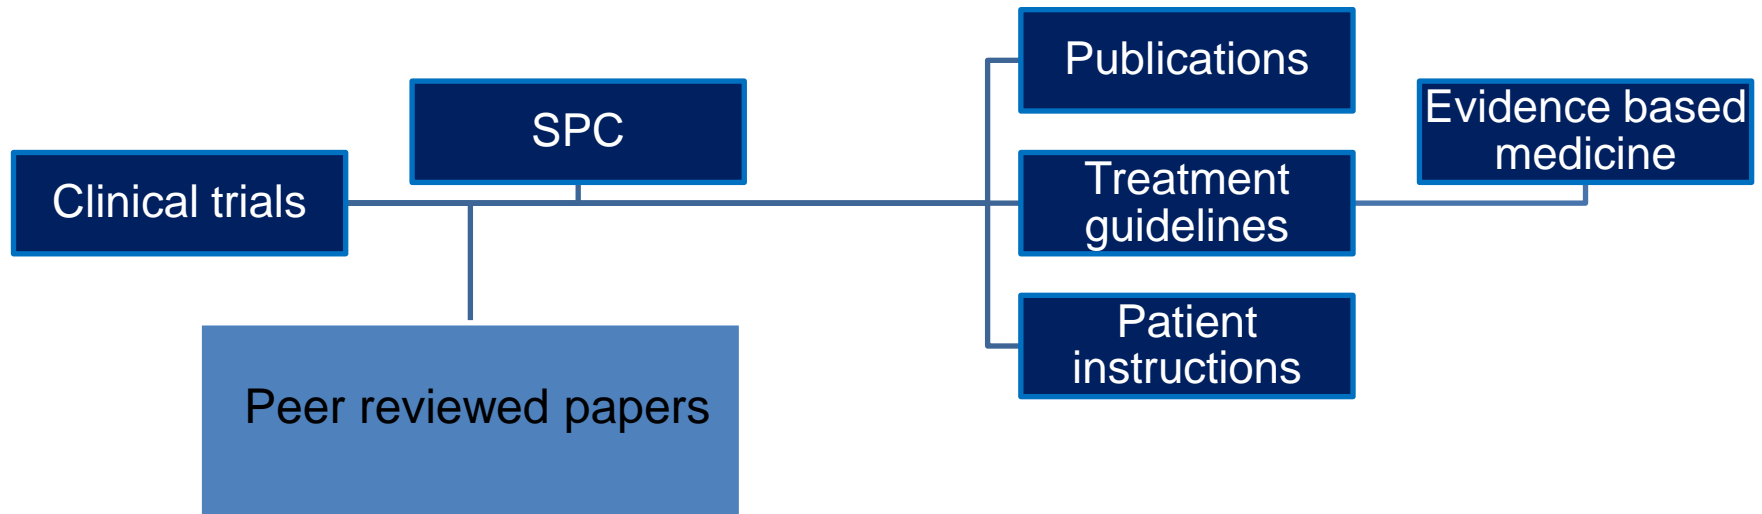 Clinical trials
SPC
Peer reviewed papers
Publications
Treatment
guidelines
Patient
instructions
Evidence based
medicine